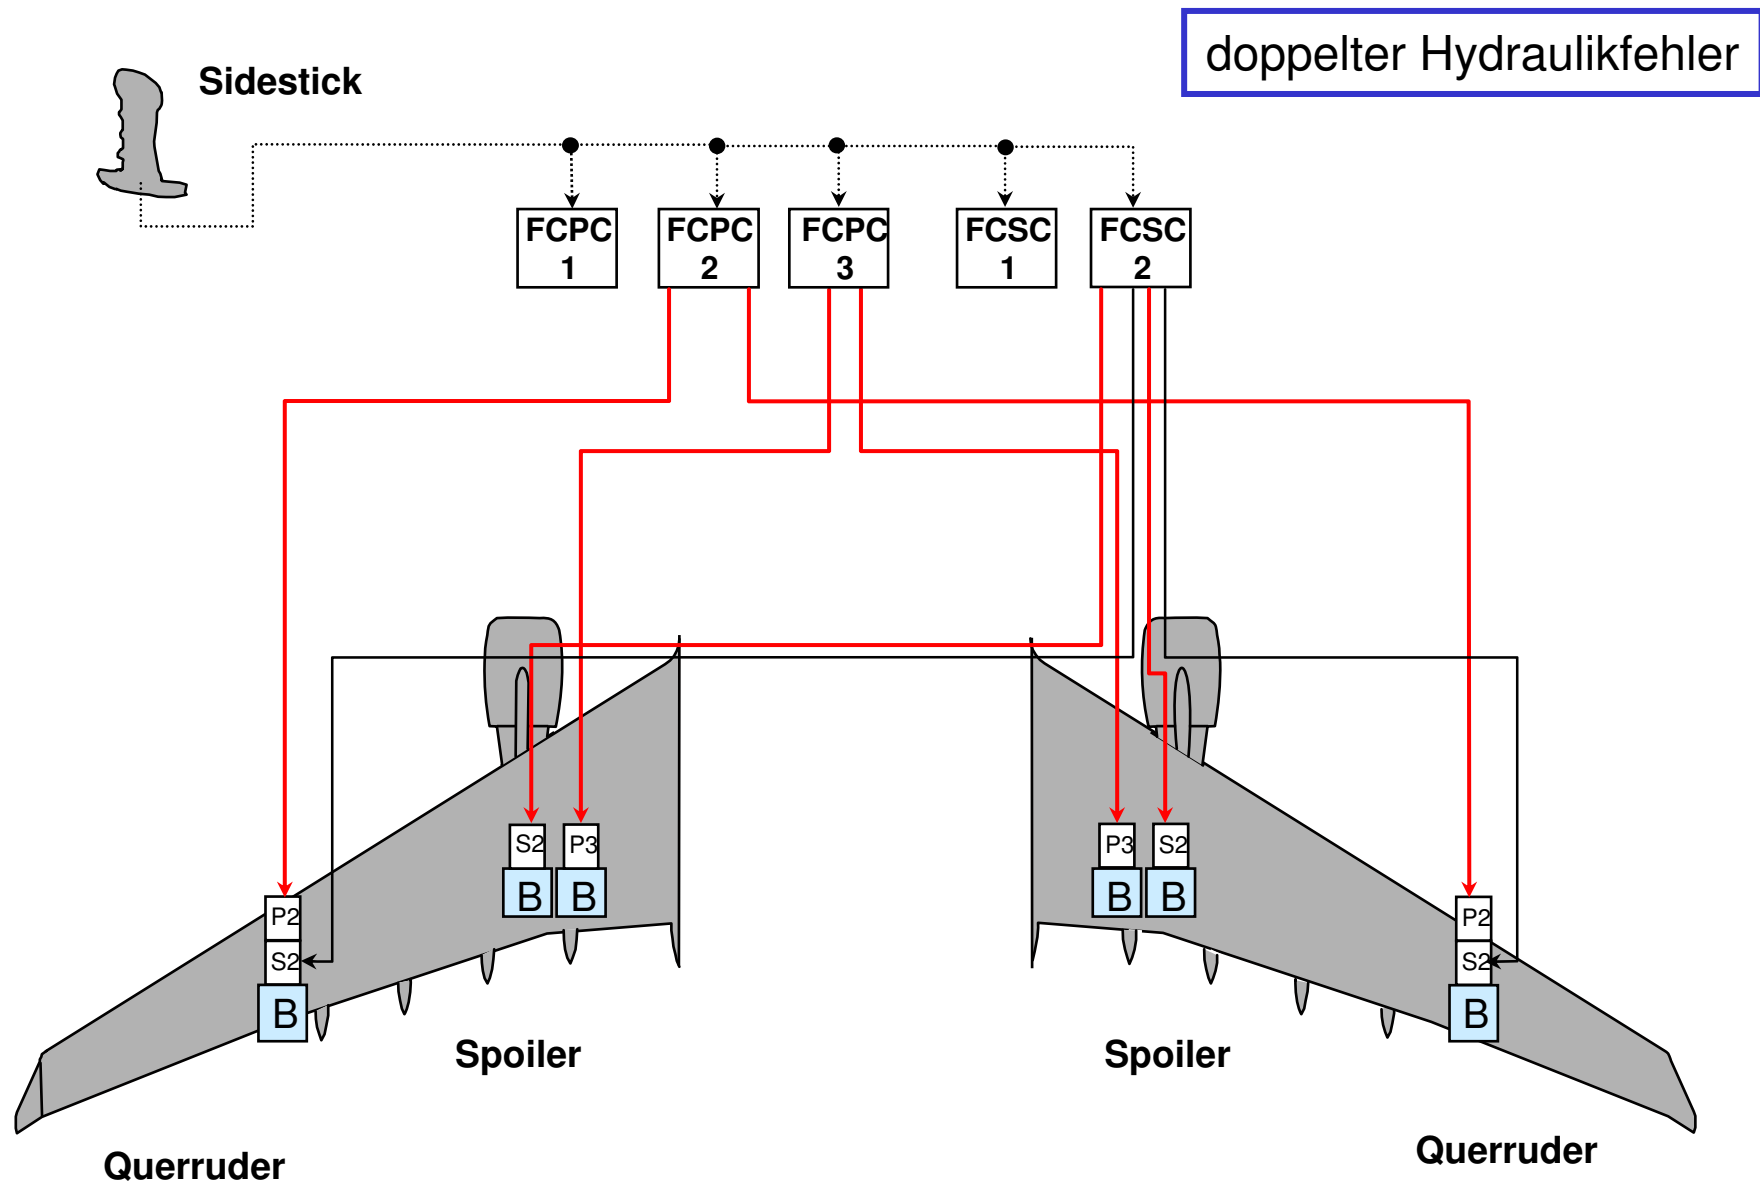 doppelter Hydraulikfehler
Sidestick
FCPC
1
FCPC
2
FCPC
3
FCSC
1
FCSC
2
S2
P3
B
B
P3
S2
B
B
P2
S2
B
P2
S2
B
Spoiler
Spoiler
Querruder
Querruder